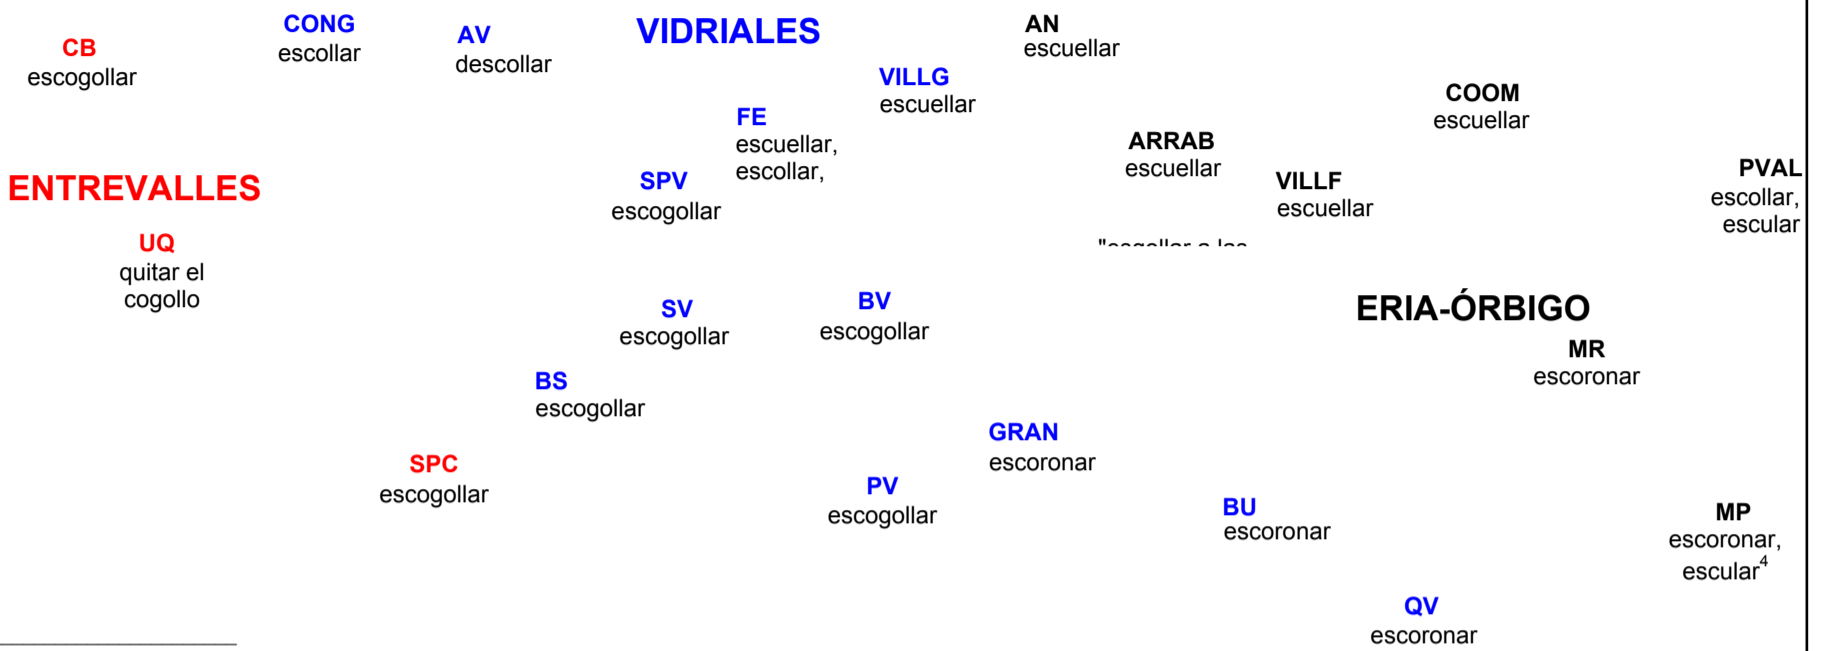 CONG
escollar
AV
descollar
VIDRIALES
AN
escuellar
CB
escogollar
VILLG
escuellar
COOM
escuellar
FE
escuellar,
escollar,
ARRAB
escuellar
ENTREVALLES
SPV
escogollar
VILLF
escuellar
PVAL
escollar,
escular
UQ
quitar el
cogollo
SV
escogollar
BV
escogollar
ERIA-ÓRBIGO
MR
escoronar
BS
escogollar
GRAN
escoronar
SPC
escogollar
PV
escogollar
BU
escoronar
MP
escoronar,
escular4
QV
escoronar